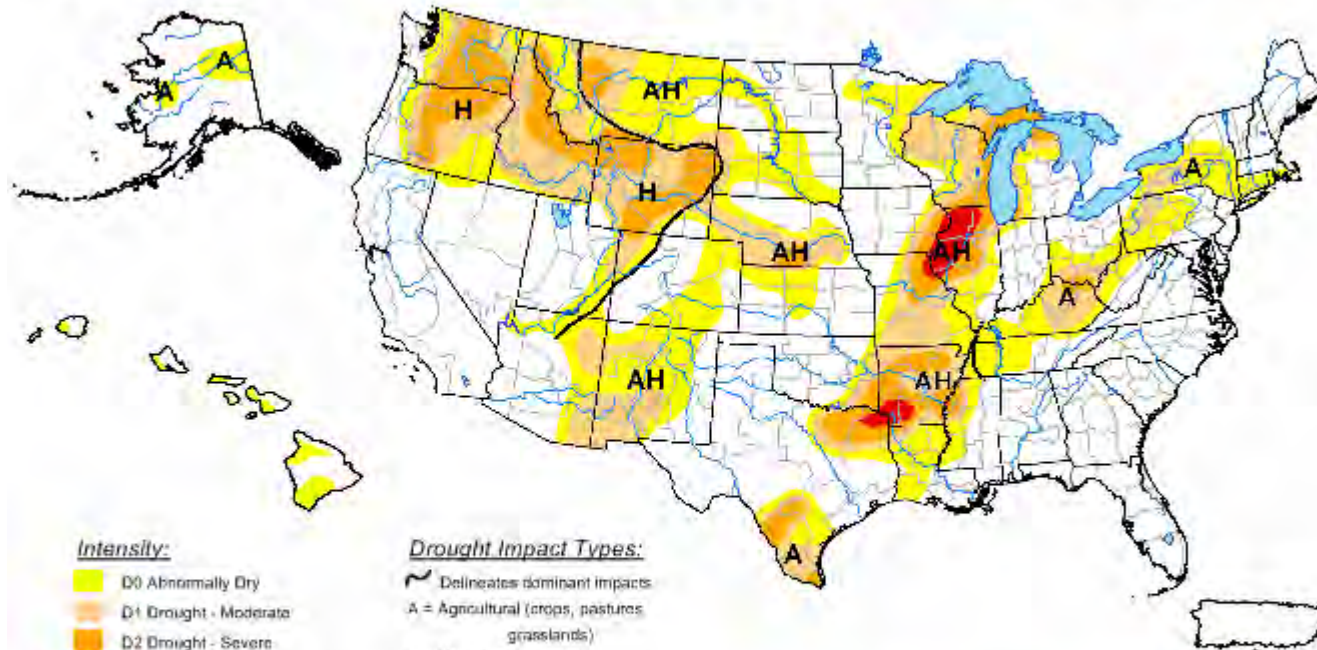 A
A
H
AH
H
AH
AH
AH
AH
A
A
A
Intensity:
D0 Abnormally Dry
D1 Drought - Moderate
D2 Drought - Severe
Drought Impact Types:
Delineates dominant impacts
A = Agricultural (crops, pastures
grasslands)